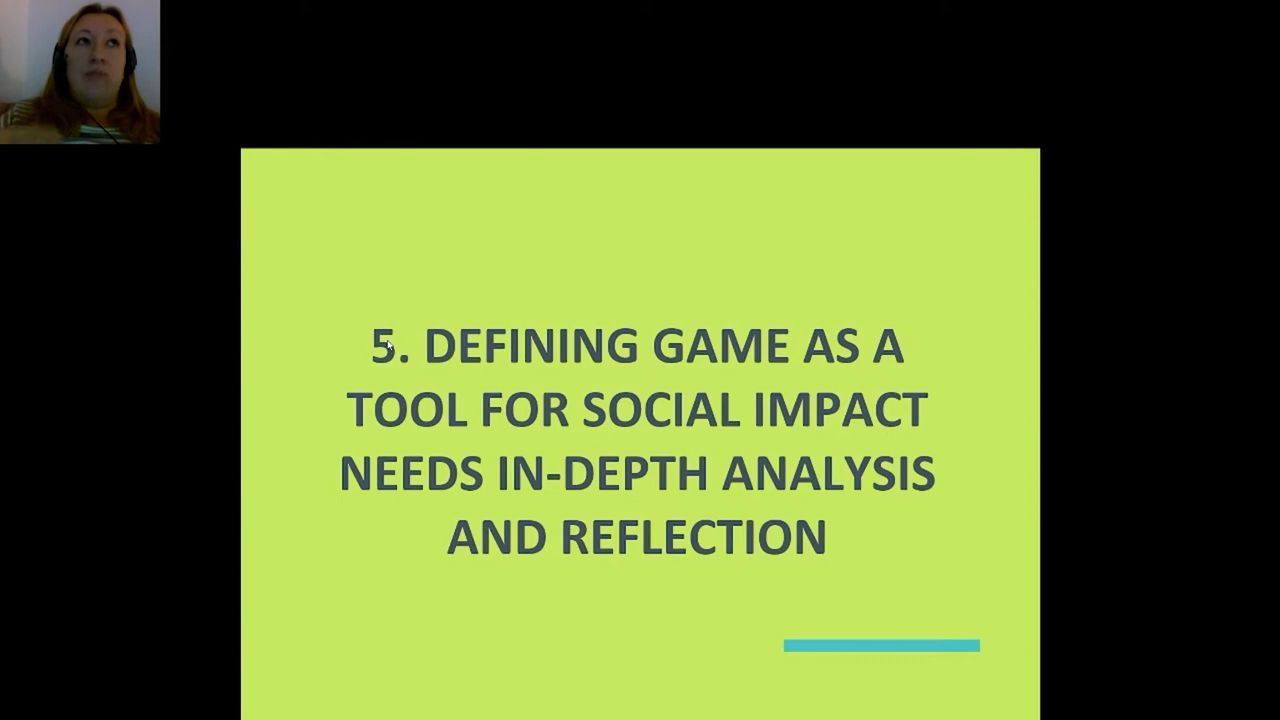 5. DEFINING GAME AS A
TOOL FOR SOCIAL IMPACT
NEEDS IN-DEPTH ANALYSIS
AND REFLECTION